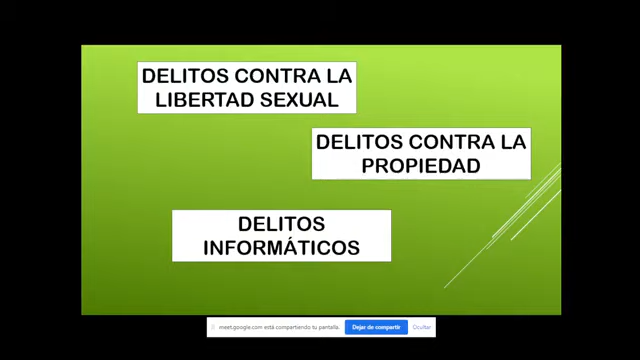 DELITOS CONTRA LA
LIBERTAD SEXUAL
DELITOS CONTRA LA
PROPIEDAD
DELITOS
INFORMÁTICOS
meet.google.com está compartiendo tu pantalla.
Dejar de compartir
Ocultar